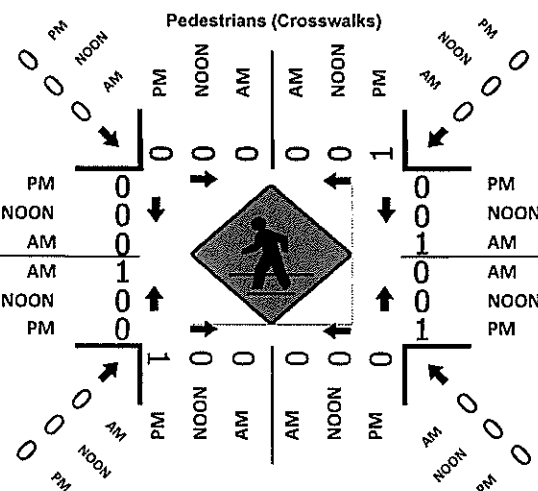 Pedestrians (Crosswalks)
PM NOON AM
PM NOON AM AM NOON PM
PM NOON AM
0 0 0
0 0 0 0 0 1
0 0 0
PM 0 0 PM
NOON 0 0 NOON
AM 0 1 AM
AM 1 0 AM
NOON 0 0 NOON
PM 0 1 PM
1 0 0 0 0 0
0 0 0
PM NOON AM AM NOON PM
0 0 0
AM NOON PM
AM NOON PM